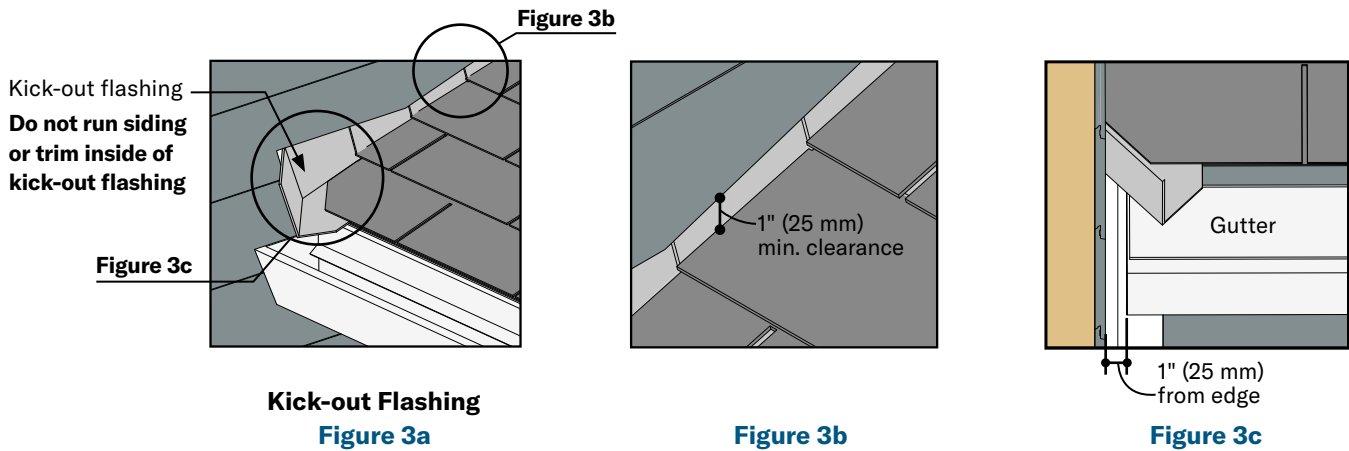 Figure 3b
Kick-out flashing
Do not run siding
or trim inside of
kick-out flashing
Figure 3c
Kick-out Flashing
Figure 3a
1" (25 mm)
min. clearance
Figure 3b
Gutter
1" (25 mm)
from edge
Figure 3c